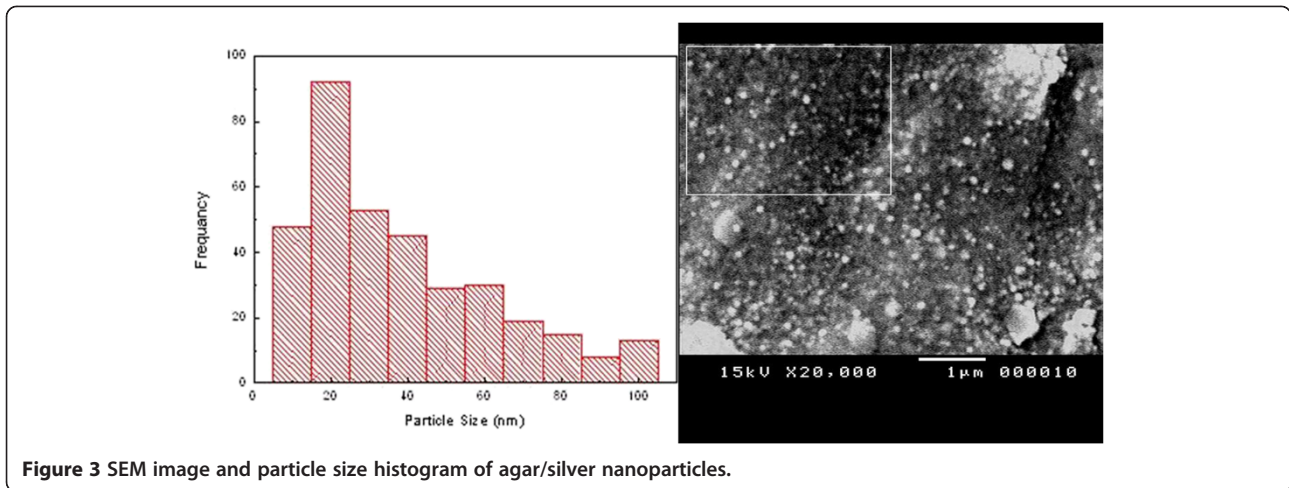 100
80
60
40
20
0
Frequancy
0 20 40 60 80 100
Particle Size (nm)
15kV X20,000 1μm 000010
Figure 3 SEM image and particle size histogram of agar/silver nanoparticles.